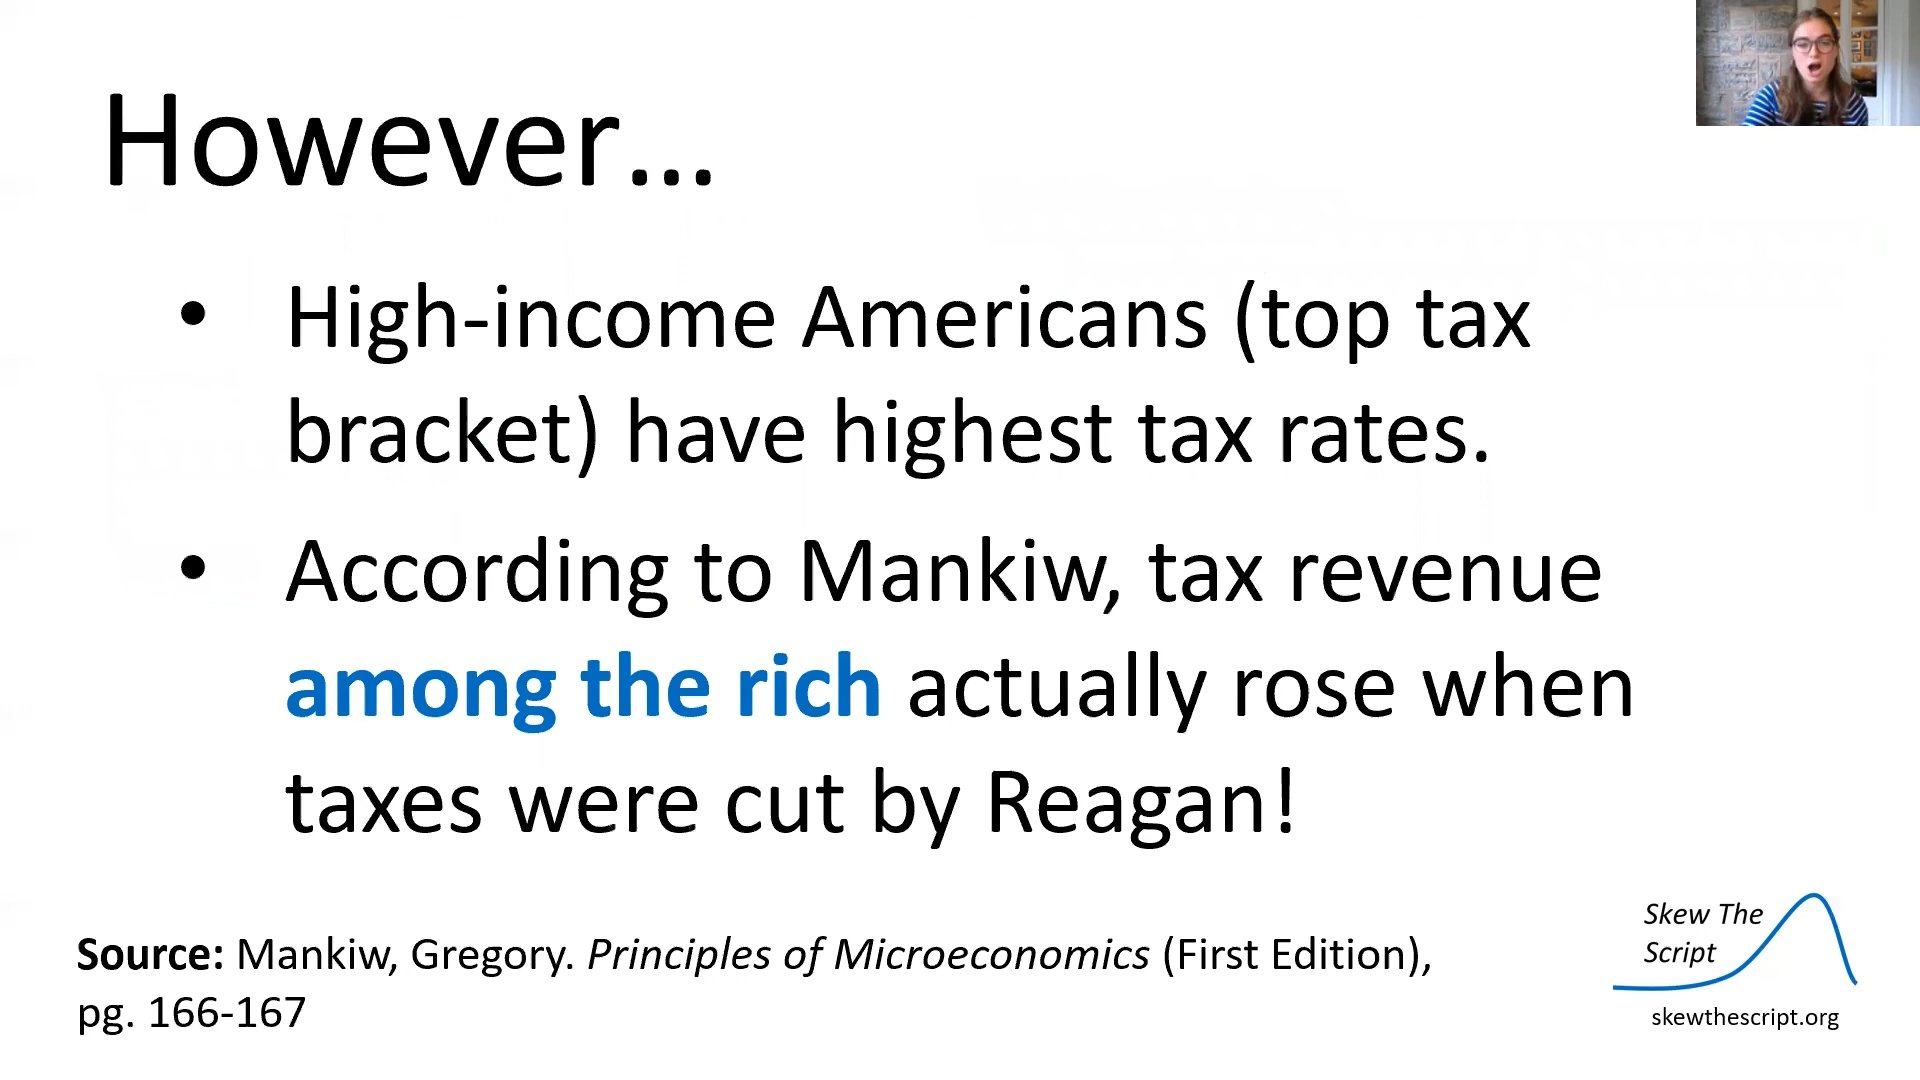 However...
• High-income Americans (top tax
bracket) have highest tax rates.
• According to Mankiw, tax revenue
among the rich actually rose when
taxes were cut by Reagan!
Source: Mankiw, Gregory. Principles of Microeconomics (First Edition),
pg. 166-167
Skew The
Script
skewthescript.org